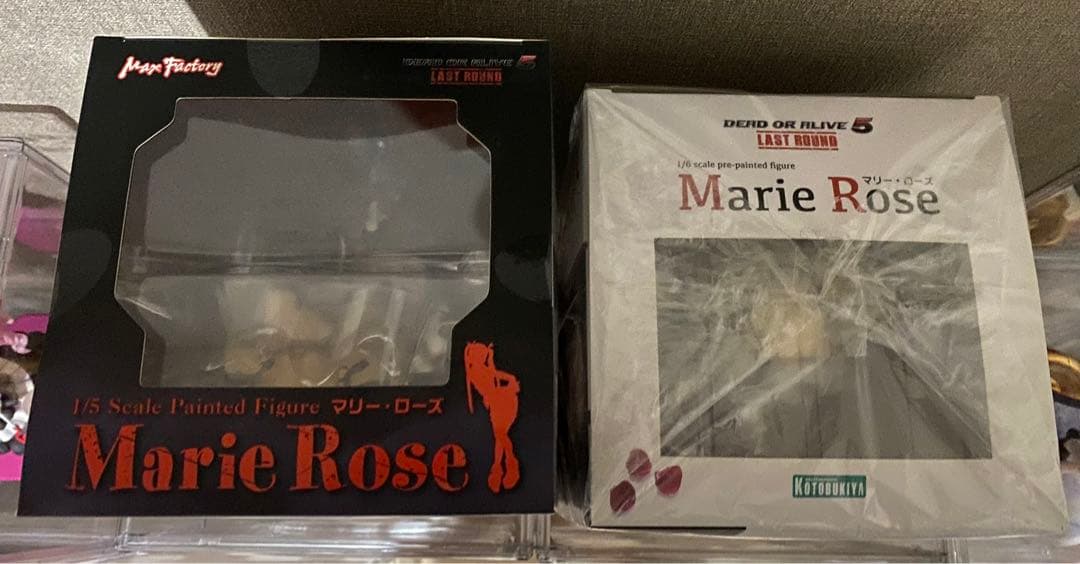 Max Factory
DEAD OR ALIVE 5
LAST ROUND
1/5 Scale Painted Figure マリー・ローズ
Marie Rose
DEAD OR ALIVE 5
LAST ROUND
1/6 scale pre-painted figure
マリー・ローズ
Marie Rose
KOTOBUKIYA